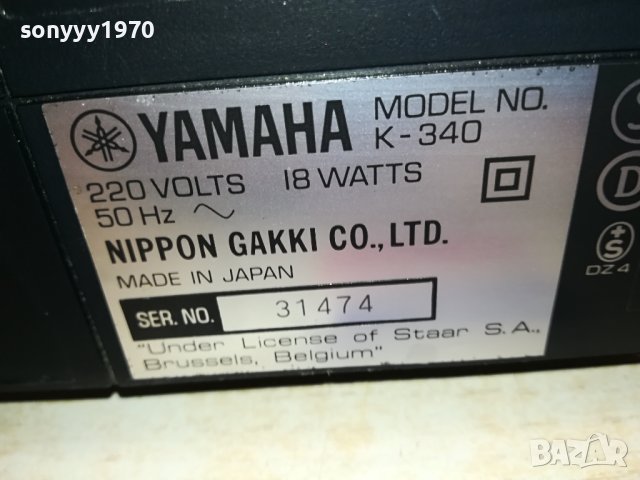 sonyyy1970
YAMAHA MODEL NO.
K-340
220 VOLTS 18 WATTS
50 Hz
NIPPON GAKKI CO., LTD.
MADE IN JAPAN
SER. NO. 31474
"Under License of Staar S.A.,
Brussels, Belgium"
S
D
+S
DZ4
BAZAR